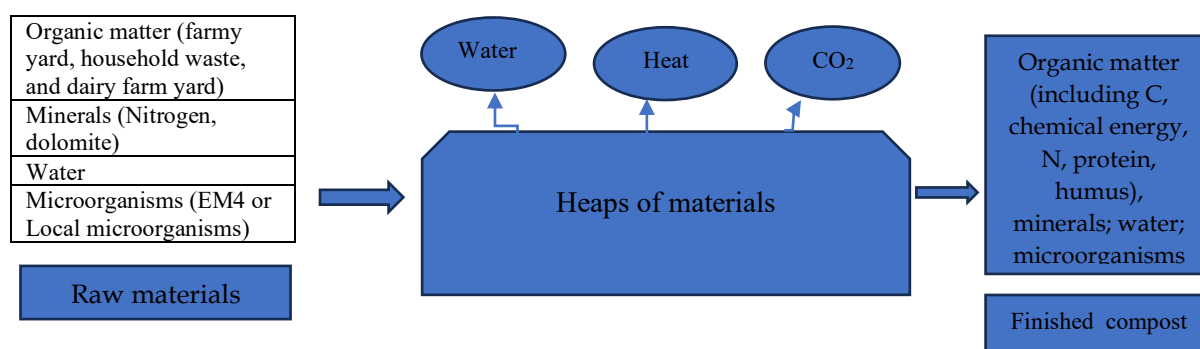 Organic matter (farmy
yard, household waste,
and dairy farm yard)
Minerals (Nitrogen,
dolomite)
Water
Microorganisms (EM4 or
Local microorganisms)
Raw materials
Water
Heat
CO₂
Heaps of materials
Organic matter
(including C,
chemical energy,
N, protein,
humus),
minerals; water;
microorganisms
Finished compost